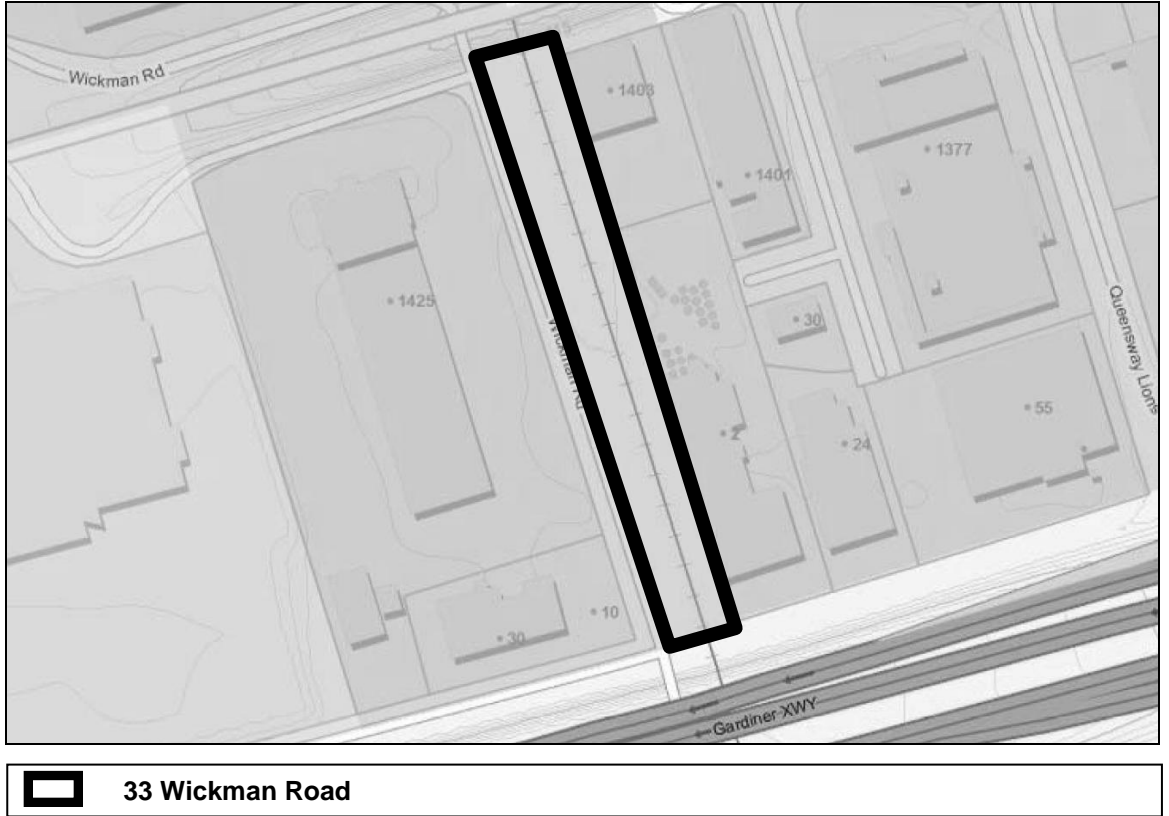 Wickman Rd
1403
1401
1377
1425
30
Wickman Rd
Queensway Lions
2
24
55
10
30
Gardiner XWY
33 Wickman Road